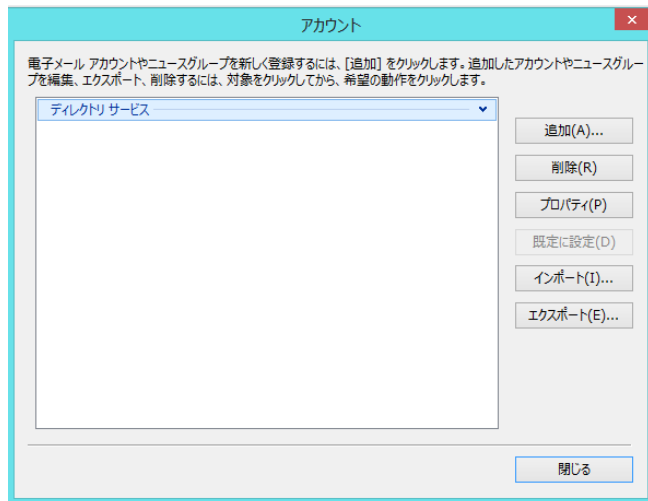 アカウント
電子メール アカウントやニュースグループを新しく登録するには、[追加] をクリックします。追加したアカウントやニュースグルー
プを編集、エクスポート、削除するには、対象をクリックしてから、希望の動作をクリックします。
ディレクトリ サービス
追加(A)...
削除(R)
プロパティ(P)
既定に設定(D)
インポート(I)...
エクスポート(E)...
閉じる